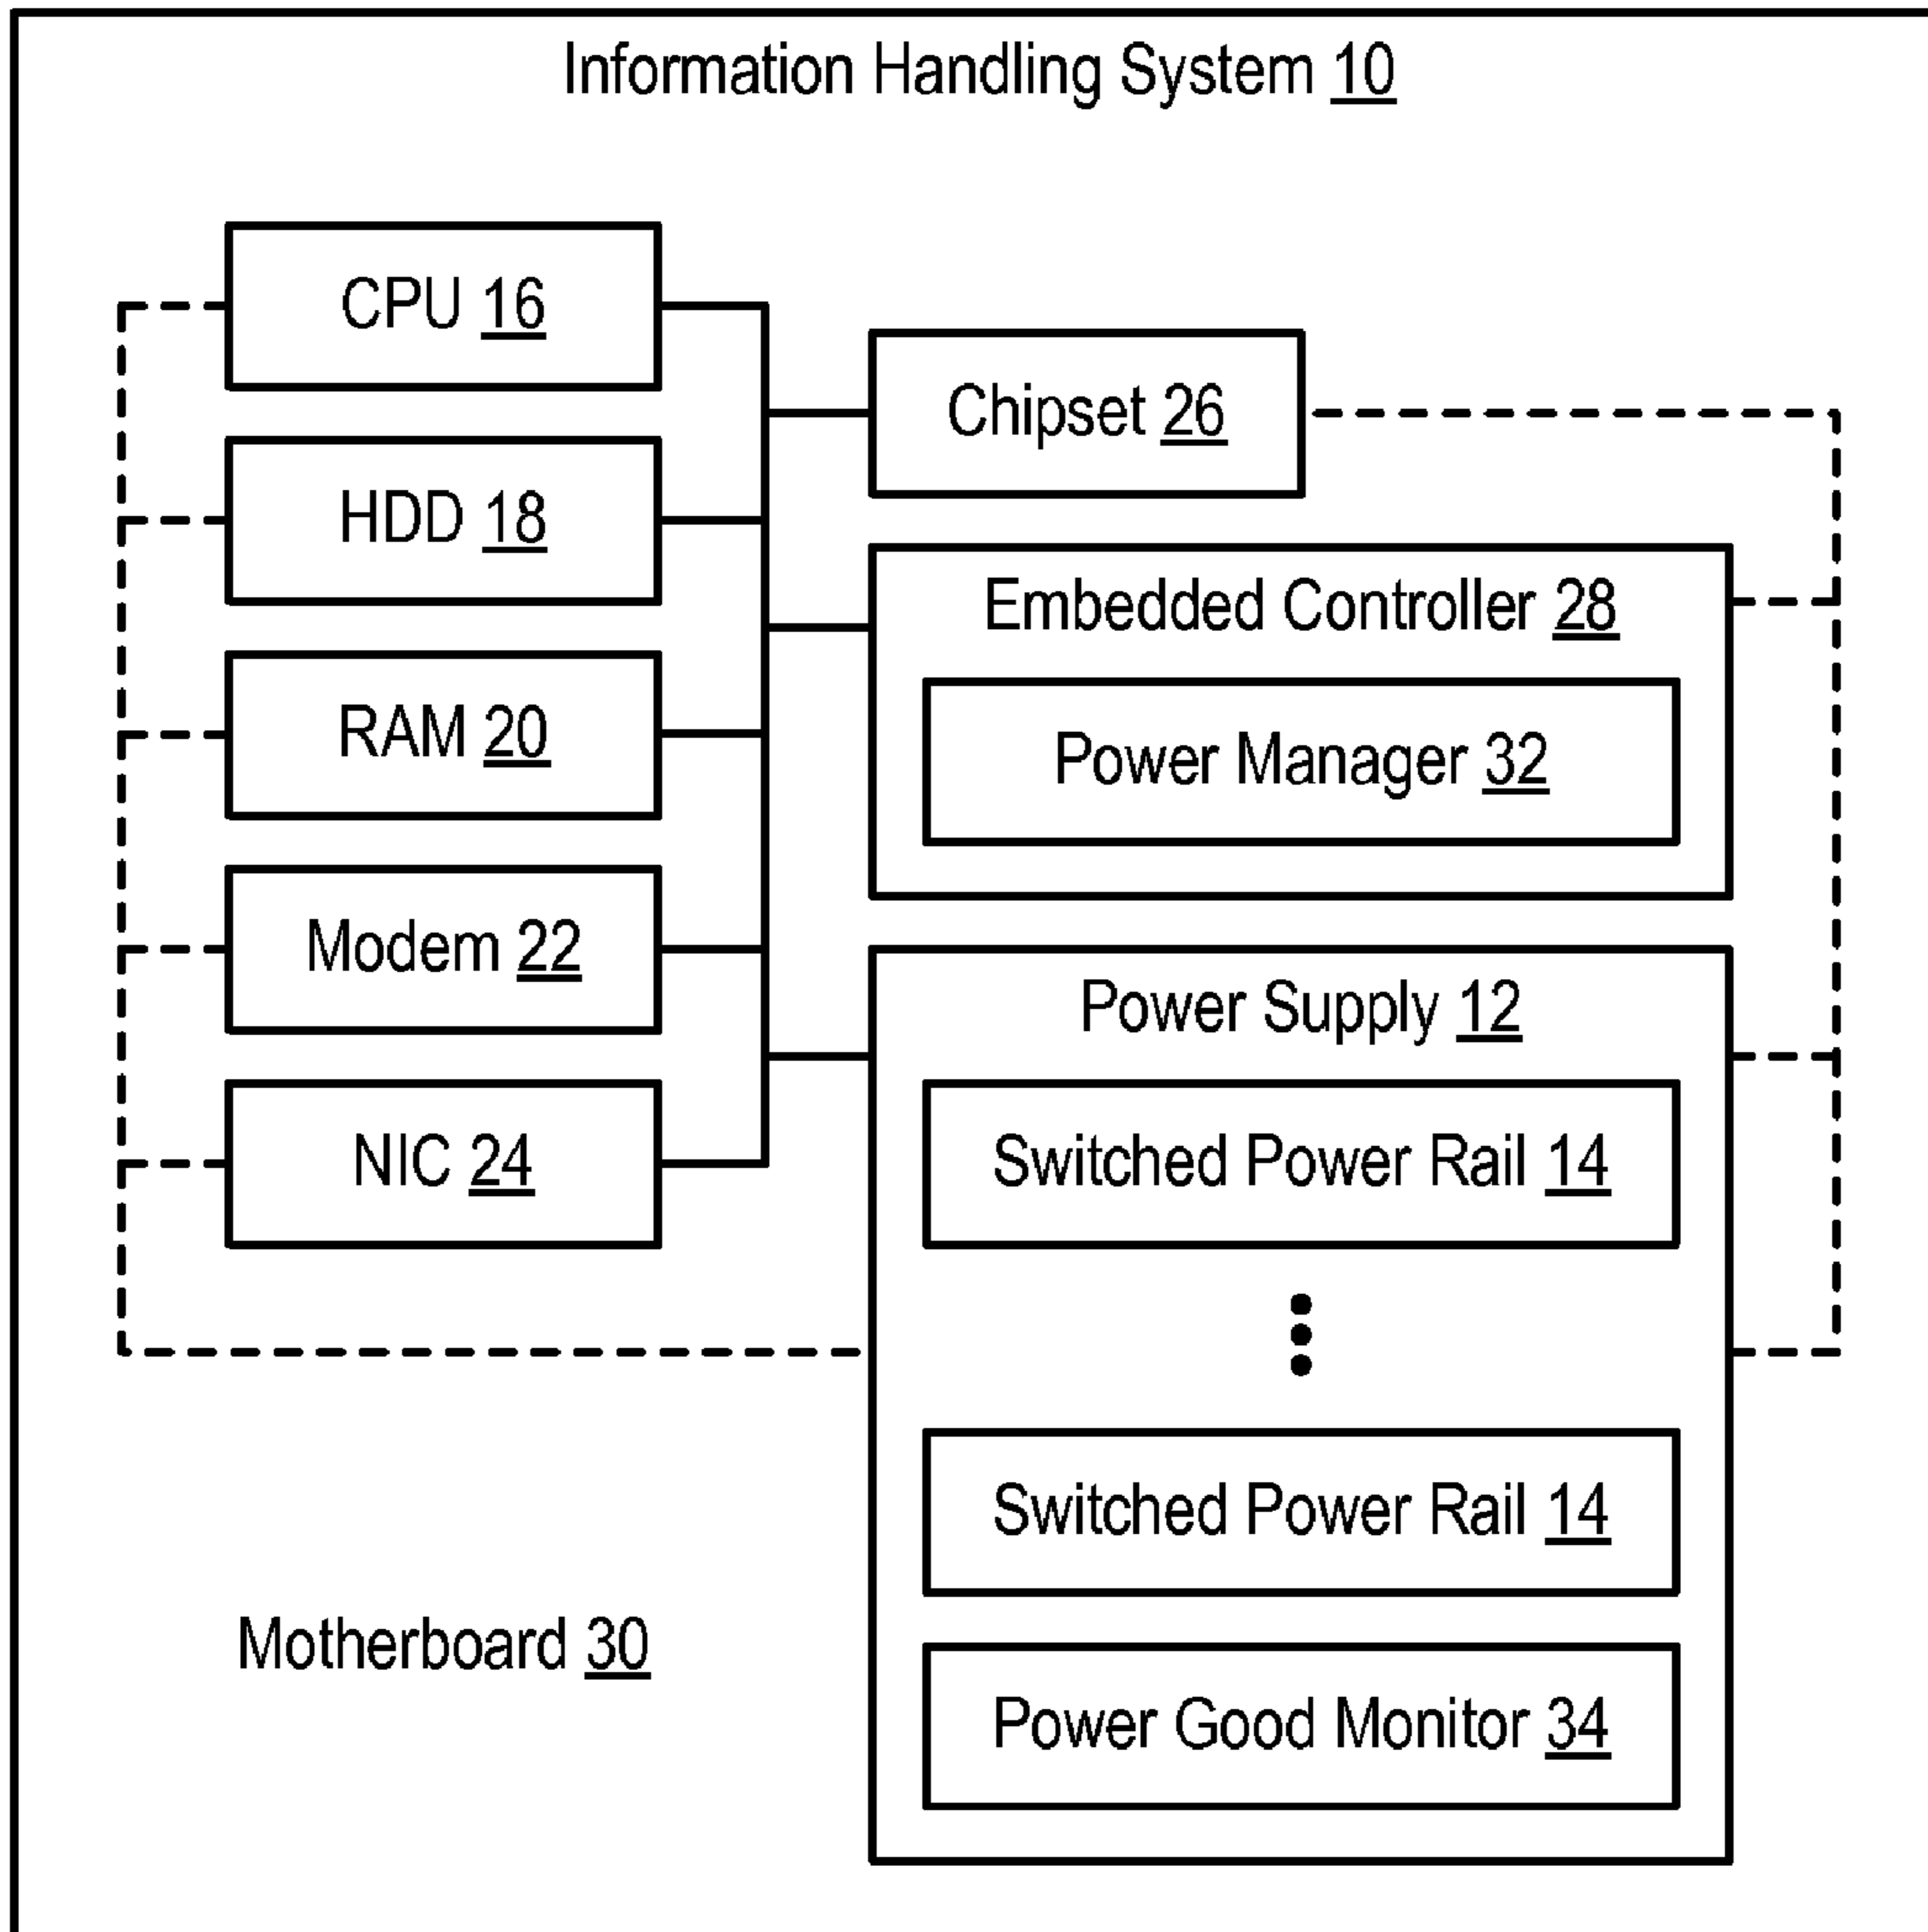 Information Handling System 10
CPU 16
HDD 18
RAM 20
Modem 22
NIC 24
Chipset 26
Embedded Controller 28
Power Manager 32
Power Supply 12
Switched Power Rail 14
Switched Power Rail 14
Power Good Monitor 34
Motherboard 30